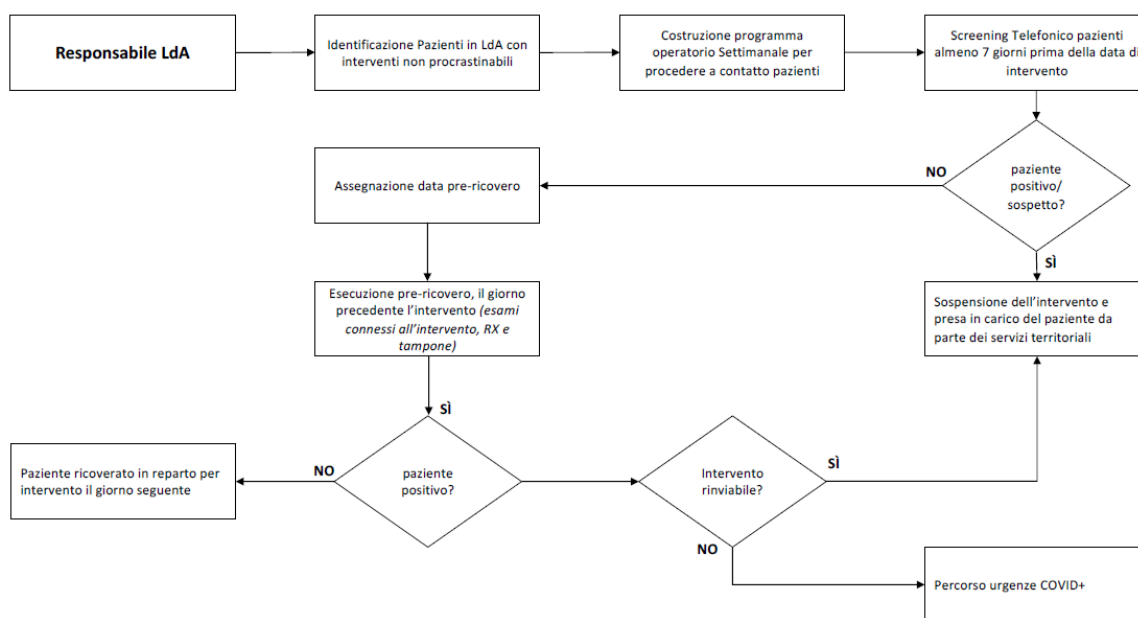 Responsabile LdA
Identificazione Pazienti in LdA con
interventi non procrastinabili
Costruzione programma
operatorio Settimanale per
procedere a contatto pazienti
Screening Telefonico pazienti
almeno 7 giorni prima della data di
intervento
paziente
positivo/
sospetto?
NO
SÌ
Assegnazione data pre-ricovero
Esecuzione pre-ricovero, il giorno
precedente l'intervento (esami
connessi all'intervento, RX e
tampone)
Sospensione dell'intervento e
presa in carico del paziente da
parte dei servizi territoriali
SÌ
paziente
positivo?
NO
Paziente ricoverato in reparto per
intervento il giorno seguente
Intervento
rinviabile?
SÌ
NO
Percorso urgenze COVID+